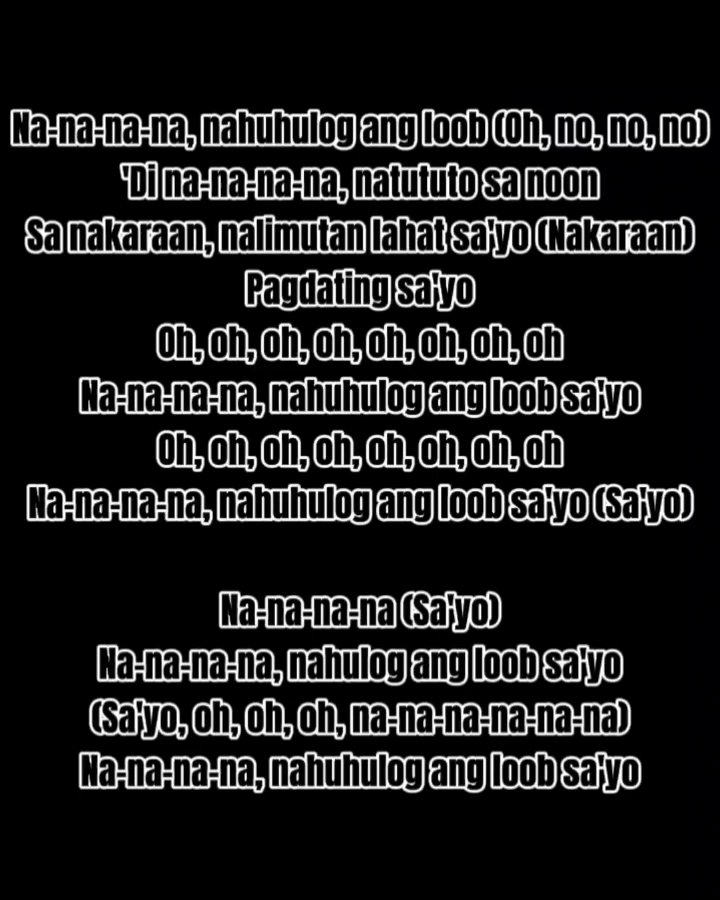 Na-na-na-na, nahuhulog ang loob (Oh, no, no, no)
'Di na-na-na-na, natututo sa noon
Sa nakaraan, nalimutan lahat sa'yo (Nakaraan)
Pagdating sa'yo
Oh, oh, oh, oh, oh, oh, oh, oh
Na-na-na-na, nahuhulog ang loob sa'yo
Oh, oh, oh, oh, oh, oh, oh, oh
Na-na-na-na, nahuhulog ang loob sa'yo (Sa'yo)
Na-na-na-na (Sa'yo)
Na-na-na-na, nahulog ang loob sa'yo
(Sa'yo, oh, oh, oh, na-na-na-na-na-na)
Na-na-na-na, nahuhulog ang loob sa'yo